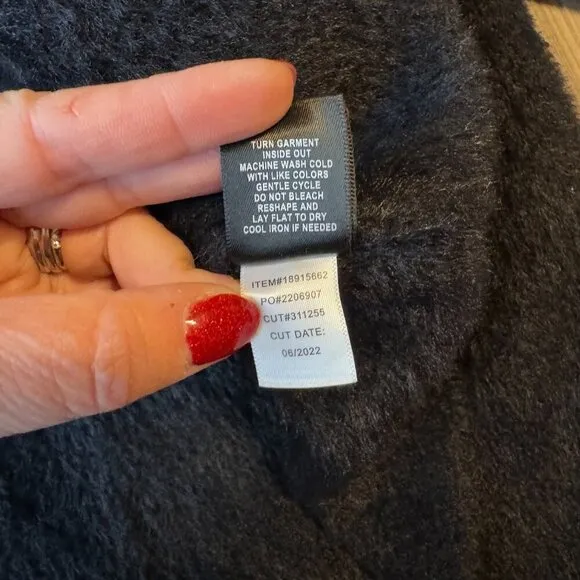 TURN GARMENT
INSIDE OUT
MACHINE WASH COLD
WITH LIKE COLORS
GENTLE CYCLE
DO NOT BLEACH
RESHAPE AND
LAY FLAT TO DRY
COOL IRON IF NEEDED
ITEM#18915662
PO#2206907
CUT#311255
CUT DATE:
06/2022